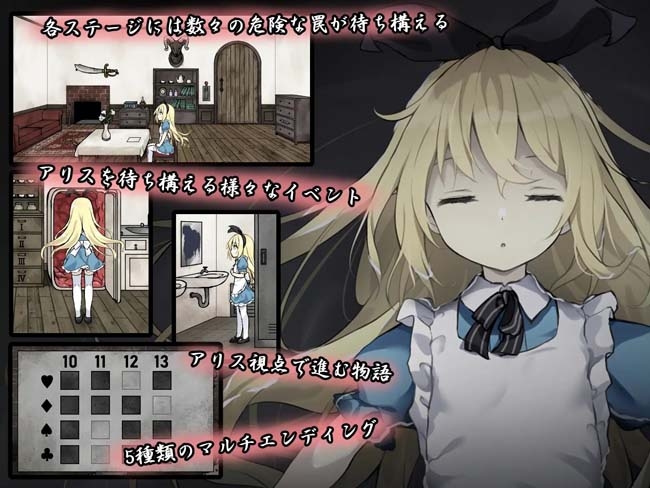 各ステージには数々の危険な罠が待ち構える
アリスを待ち構える様々なイベント
I
II
III
IV
アリス視点で進む物語
10 11 12 13
♥
♦
♠
♣
5種類のマルチエンディング